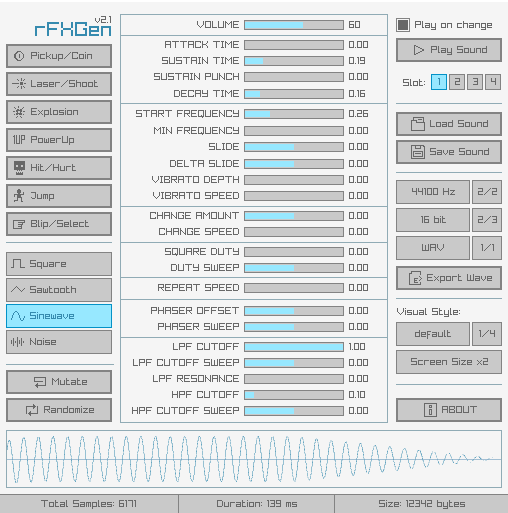 v2.1
rFXGen
Pickup/Coin
Laser/Shoot
Explosion
1UP PowerUp
Hit/Hurt
Jump
Blip/Select
Square
Sawtooth
Sinewave
Noise
Mutate
Randomize
VOLUME 60
ATTACK TIME 0.00
SUSTAIN TIME 0.19
SUSTAIN PUNCH 0.00
DECAY TIME 0.16
START FREQUENCY 0.26
MIN FREQUENCY 0.00
SLIDE 0.00
DELTA SLIDE 0.00
VIBRATO DEPTH 0.00
VIBRATO SPEED 0.00
CHANGE AMOUNT 0.00
CHANGE SPEED 0.00
SQUARE DUTY 0.00
DUTY SWEEP 0.00
REPEAT SPEED 0.00
PHASER OFFSET 0.00
PHASER SWEEP 0.00
LPF CUTOFF 1.00
LPF CUTOFF SWEEP 0.00
LPF RESONANCE 0.00
HPF CUTOFF 0.10
HPF CUTOFF SWEEP 0.00
Play on change
Play Sound
Slot: 1 2 3 4
Load Sound
Save Sound
44100 Hz 2/2
16 bit 2/3
WAV 1/1
Export Wave
Visual Style:
default 1/4
Screen Size x2
ABOUT
Total Samples: 6171 Duration: 139 ms Size: 12342 bytes